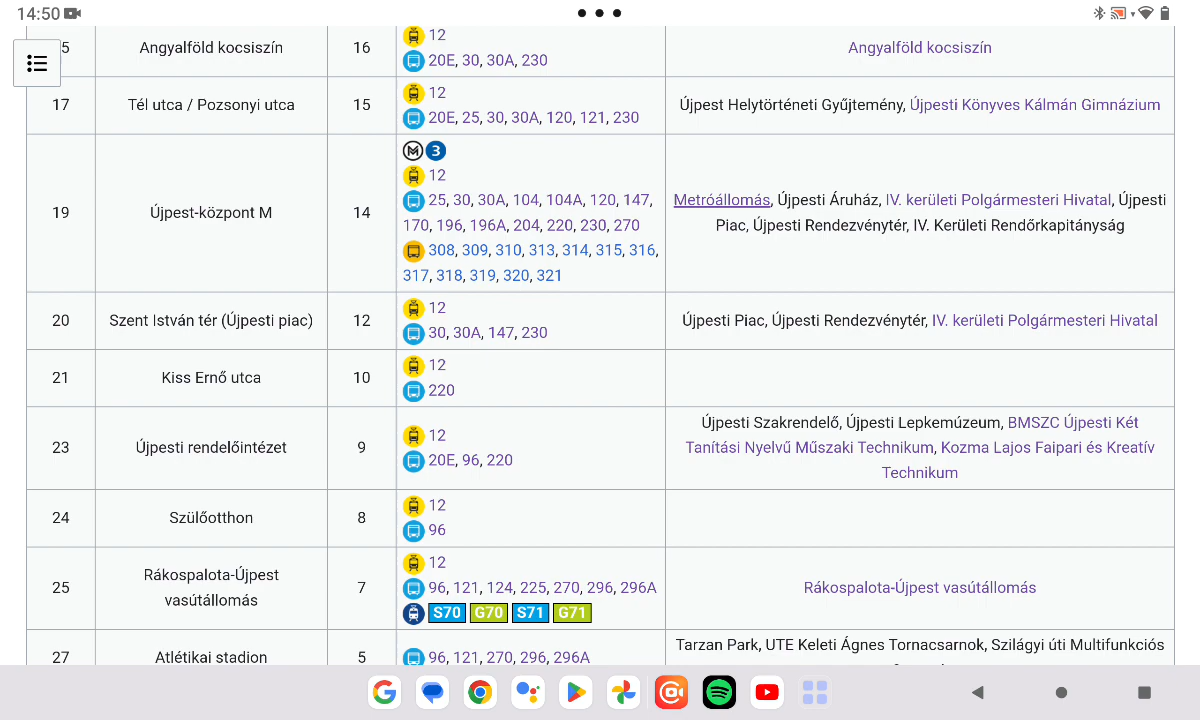 14:50
5 Angyalföld kocsiszín 16 12 Angyalföld kocsiszín
20E, 30, 30A, 230
17 Tél utca / Pozsonyi utca 15 12 Újpest Helytörténeti Gyűjtemény, Újpesti Könyves Kálmán Gimnázium
20E, 25, 30, 30A, 120, 121, 230
19 Újpest-központ M 14
M 3
12
25, 30, 30A, 104, 104A, 120, 147,
170, 196, 196A, 204, 220, 230, 270
308, 309, 310, 313, 314, 315, 316,
317, 318, 319, 320, 321
Metróállomás, Újpesti Áruház, IV. kerületi Polgármesteri Hivatal, Újpesti
Piac, Újpesti Rendezvénytér, IV. Kerületi Rendőrkapitányság
20 Szent István tér (Újpesti piac) 12 12 Újpesti Piac, Újpesti Rendezvénytér, IV. kerületi Polgármesteri Hivatal
30, 30A, 147, 230
21 Kiss Ernő utca 10 12
220
23 Újpesti rendelőintézet 9 12
20E, 96, 220
Újpesti Szakrendelő, Újpesti Lepkemúzeum, BMSZC Újpesti Két
Tanítási Nyelvű Műszaki Technikum, Kozma Lajos Faipari és Kreatív
Technikum
24 Szülőotthon 8 12
96
25 Rákospalota-Újpest
vasútállomás 7 12
96, 121, 124, 225, 270, 296, 296A
S70 G70 S71 G71
Rákospalota-Újpest vasútállomás
27 Atlétikai stadion 5 96, 121, 270, 296, 296A
Tarzan Park, UTE Keleti Ágnes Tornacsarnok, Szilágyi úti Multifunkciós